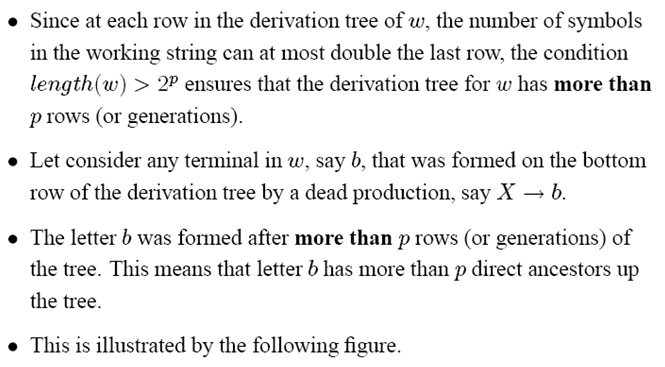 • Since at each row in the derivation tree of w, the number of symbols
in the working string can at most double the last row, the condition
length(w) > 2^p ensures that the derivation tree for w has more than
p rows (or generations).
• Let consider any terminal in w, say b, that was formed on the bottom
row of the derivation tree by a dead production, say X → b.
• The letter b was formed after more than p rows (or generations) of
the tree. This means that letter b has more than p direct ancestors up
the tree.
• This is illustrated by the following figure.